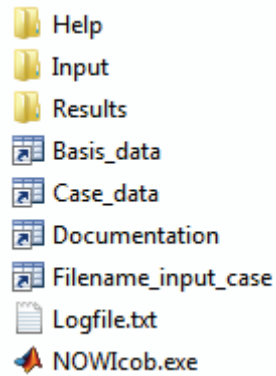 Help
Input
Results
Basis_data
Case_data
Documentation
Filename_input_case
Logfile.txt
NOWIcob.exe